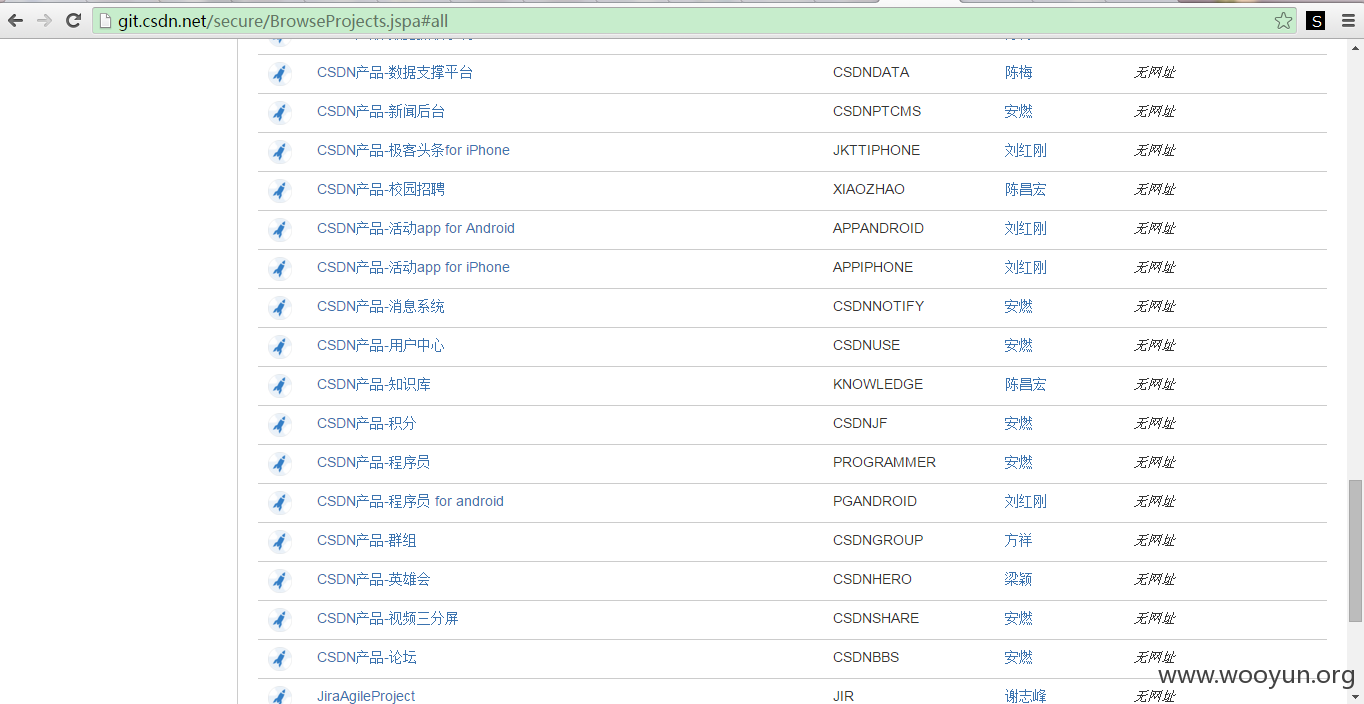 git.csdn.net/secure/BrowseProjects.jspa#all
CSDN产品-数据支撑平台 CSDNDATA 陈梅 无网址
CSDN产品-新闻后台 CSDNPTCMS 安燃 无网址
CSDN产品-极客头条for iPhone JKTTIPHONE 刘红刚 无网址
CSDN产品-校园招聘 XIAOZHAO 陈昌宏 无网址
CSDN产品-活动app for Android APPANDROID 刘红刚 无网址
CSDN产品-活动app for iPhone APPIPHONE 刘红刚 无网址
CSDN产品-消息系统 CSDNNOTIFY 安燃 无网址
CSDN产品-用户中心 CSDNUSE 安燃 无网址
CSDN产品-知识库 KNOWLEDGE 陈昌宏 无网址
CSDN产品-积分 CSDNJF 安燃 无网址
CSDN产品-程序员 PROGRAMMER 安燃 无网址
CSDN产品-程序员 for android PGANDROID 刘红刚 无网址
CSDN产品-群组 CSDNGROUP 方祥 无网址
CSDN产品-英雄会 CSDNHERO 梁颖 无网址
CSDN产品-视频三分屏 CSDNSHARE 安燃 无网址
CSDN产品-论坛 CSDNBBS 安燃 无网址
www.wooyun.org
JiraAgileProject JIR 谢志峰 无网址